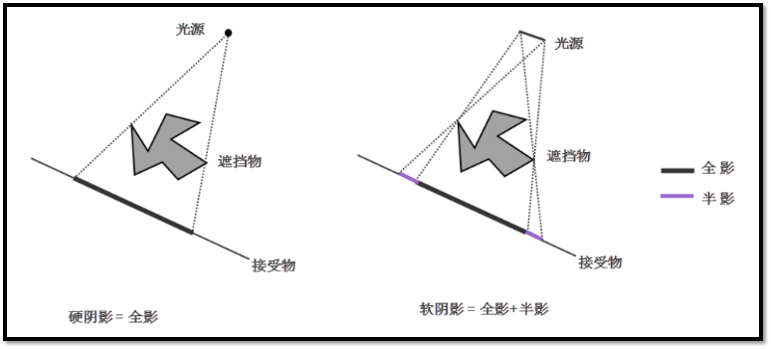 光源
遮挡物
接受物
硬阴影 = 全影
光源
遮挡物
接受物
软阴影 = 全影+半影
全影
半影